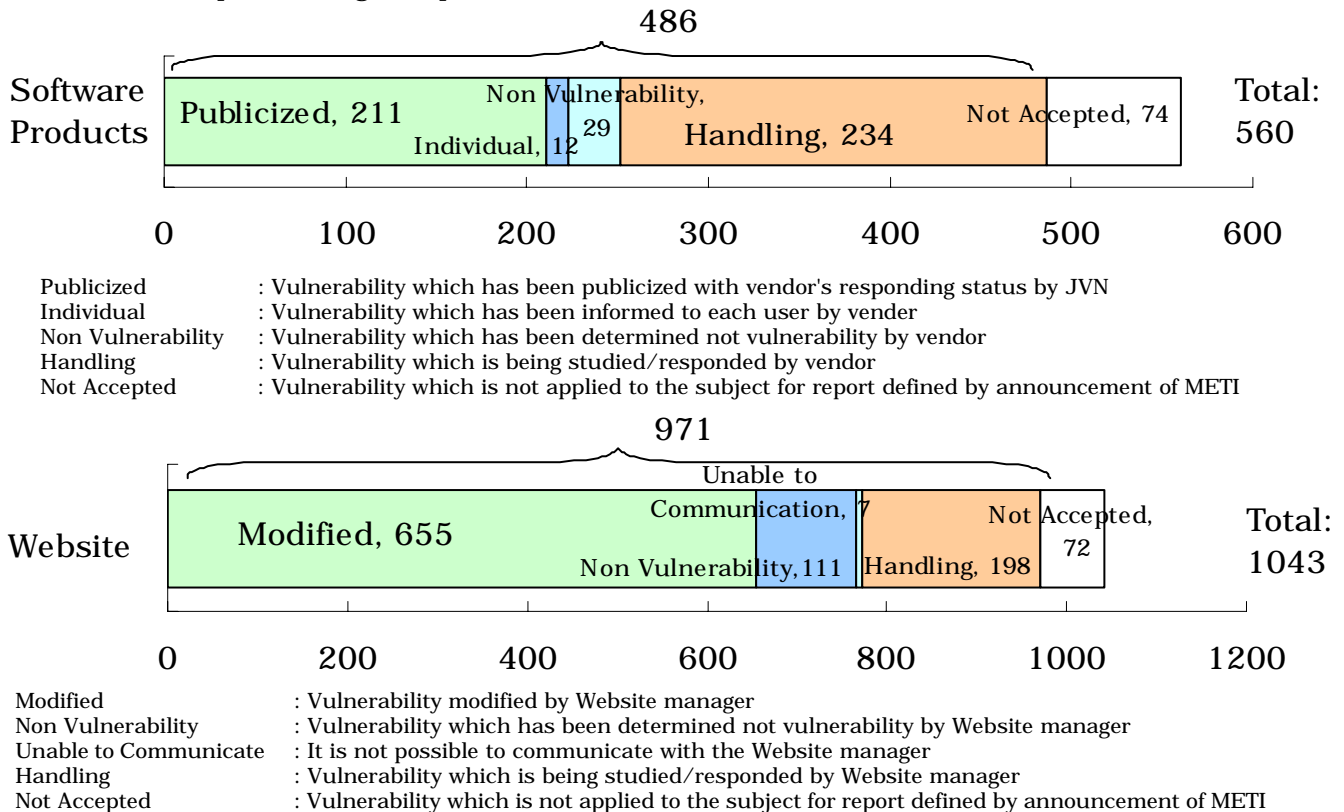 486
Software
Products
Publicized, 211
Individual, 12
Non Vulnerability,
29
Handling, 234
Not Accepted, 74
Total:
560
0 100 200 300 400 500 600
Publicized : Vulnerability which has been publicized with vendor's responding status by JVN
Individual : Vulnerability which has been informed to each user by vender
Non Vulnerability : Vulnerability which has been determined not vulnerability by vendor
Handling : Vulnerability which is being studied/responded by vendor
Not Accepted : Vulnerability which is not applied to the subject for report defined by announcement of METI
971
Website
Modified, 655
Unable to
Communication, 7
Non Vulnerability, 111
Handling, 198
Not Accepted,
72
Total:
1043
0 200 400 600 800 1000 1200
Modified : Vulnerability modified by Website manager
Non Vulnerability : Vulnerability which has been determined not vulnerability by Website manager
Unable to Communicate : It is not possible to communicate with the Website manager
Handling : Vulnerability which is being studied/responded by Website manager
Not Accepted : Vulnerability which is not applied to the subject for report defined by announcement of METI